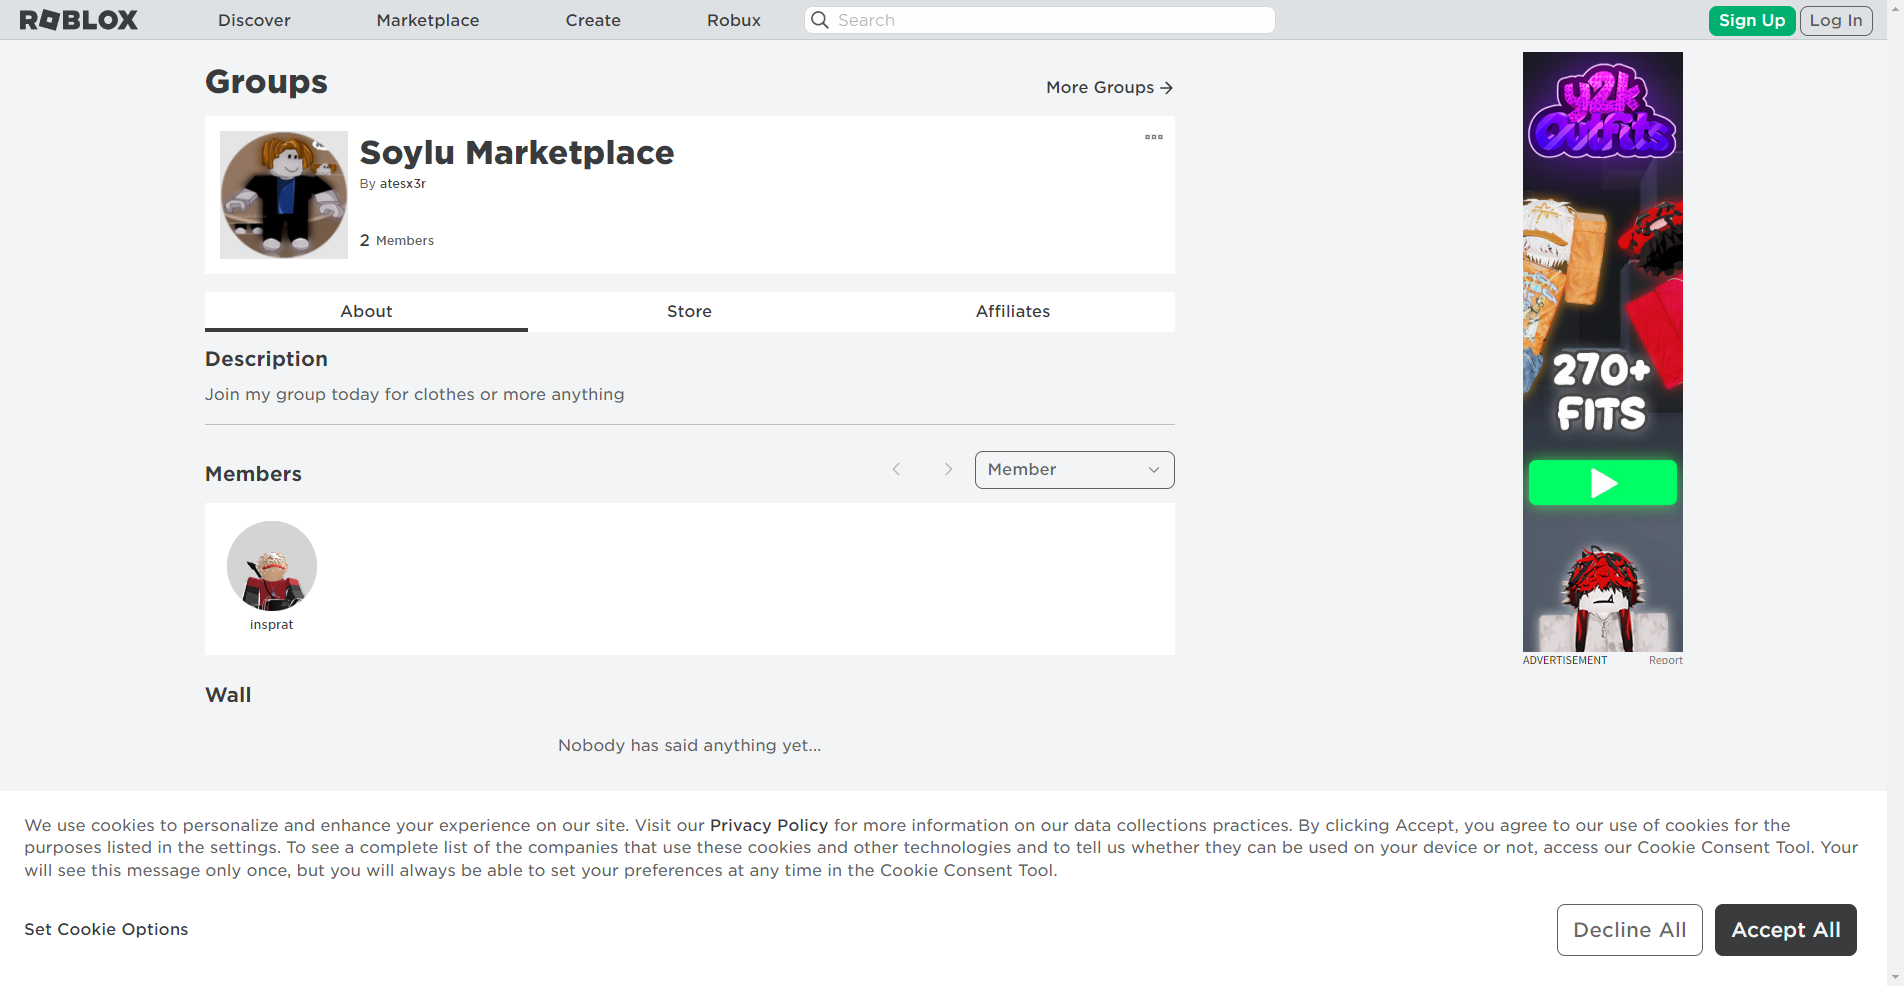 ROBLOX
Discover
Marketplace
Create
Robux
Search
Sign Up
Log In
Groups
More Groups
Soylu Marketplace
By atesx3r
2 Members
About
Store
Affiliates
Description
Join my group today for clothes or more anything
Members
Member
insprat
Wall
Nobody has said anything yet...
y2k
Outfits
270+
FITS
ADVERTISEMENT
Report
We use cookies to personalize and enhance your experience on our site. Visit our Privacy Policy for more information on our data collections practices. By clicking Accept, you agree to our use of cookies for the
purposes listed in the settings. To see a complete list of the companies that use these cookies and other technologies and to tell us whether they can be used on your device or not, access our Cookie Consent Tool. Your
will see this message only once, but you will always be able to set your preferences at any time in the Cookie Consent Tool.
Set Cookie Options
Decline All
Accept All